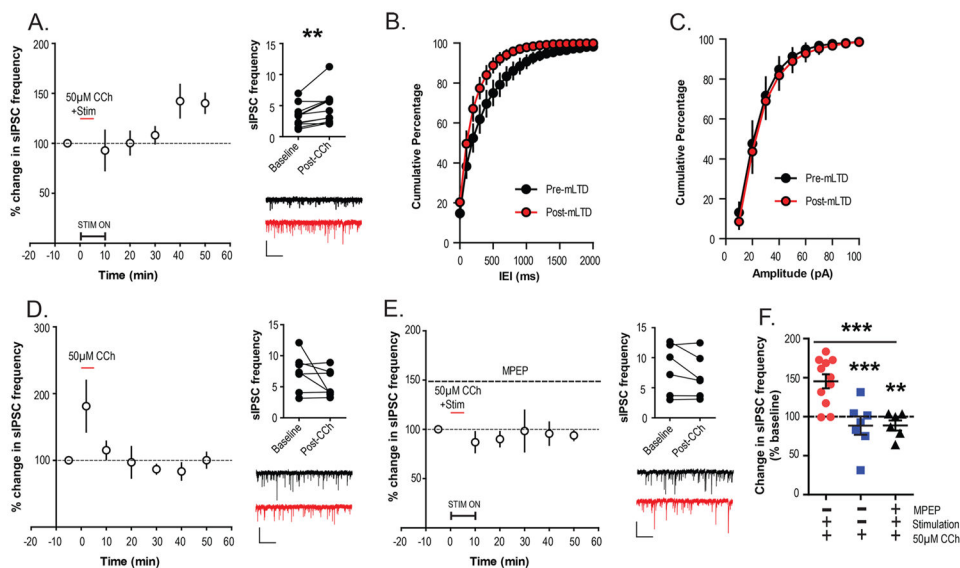 A.
% change in sIPSC frequency
200
150
100
50
50µM CCh
+Stim
STIM ON
-20 -10 0 10 20 30 40 50 60
Time (min)
**
sIPSC frequency
15
10
5
0
Baseline
Post-CCh
B.
Cumulative Percentage
100
80
60
40
20
0
Pre-mLTD
Post-mLTD
0 500 1000 1500 2000
IEI (ms)
C.
Cumulative Percentage
100
80
60
40
20
0
Pre-mLTD
Post-mLTD
20 40 60 80 100
Amplitude (pA)
D.
% change in sIPSC frequency
300
200
100
50µM CCh
-20 -10 0 10 20 30 40 50 60
Time (min)
sIPSC frequency
15
10
5
0
Baseline
Post-CCh
E.
% change in sIPSC frequency
200
150
100
50
MPEP
50µM CCh
+Stim
STIM ON
-20 -10 0 10 20 30 40 50 60
Time (min)
sIPSC frequency
15
10
5
0
Baseline
Post-CCh
F.
Change in sIPSC frequency
(% baseline)
200
150
100
50
0
***
***
**
– – + MPEP
+ – + Stimulation
+ + + 50µM CCh